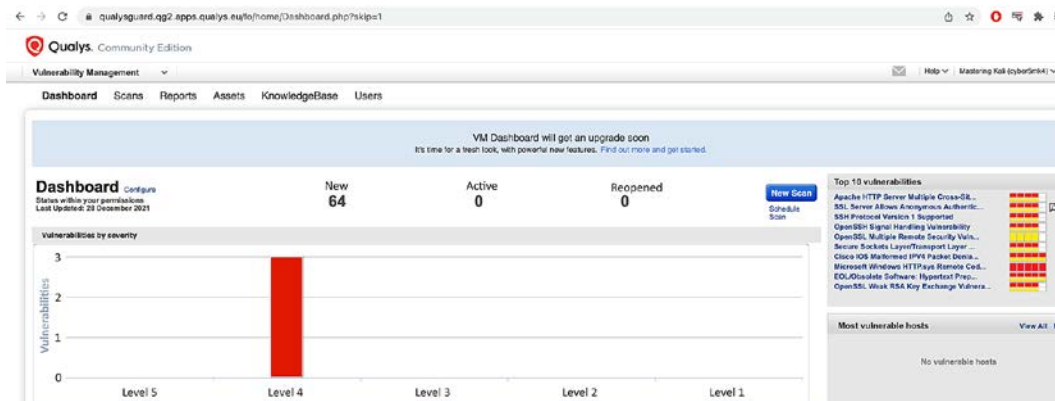 qualysguard.qg2.apps.qualys.eu/fo/home/Dashboard.php?skip=1
Qualys. Community Edition
Vulnerability Management
Help
Mastering Kali (cyber5mk4)
Dashboard Scans Reports Assets KnowledgeBase Users
VM Dashboard will get an upgrade soon
It's time for a fresh look, with powerful new features. Find out more and get started.
Dashboard Configure
Status within your permissions
Last Updated: 28 December 2021
New
64
Active
0
Reopened
0
New Scan
Schedule
Scan
Vulnerabilities by severity
Vulnerabilities
3
2
1
0
Level 5 Level 4 Level 3 Level 2 Level 1
Top 10 vulnerabilities
Apache HTTP Server Multiple Cross-Sit...
SSL Server Allows Anonymous Authentic...
SSH Protocol Version 1 Supported
OpenSSH Signal Handling Vulnerability
OpenSSL Multiple Remote Security Vuln...
Secure Sockets Layer/Transport Layer ...
Cisco IOS Malformed IPV4 Packet Denia...
Microsoft Windows HTTP.sys Remote Cod...
EOL/Obsolete Software: Hypertext Prep...
OpenSSL Weak RSA Key Exchange Vulnera...
Most vulnerable hosts
View All
No vulnerable hosts